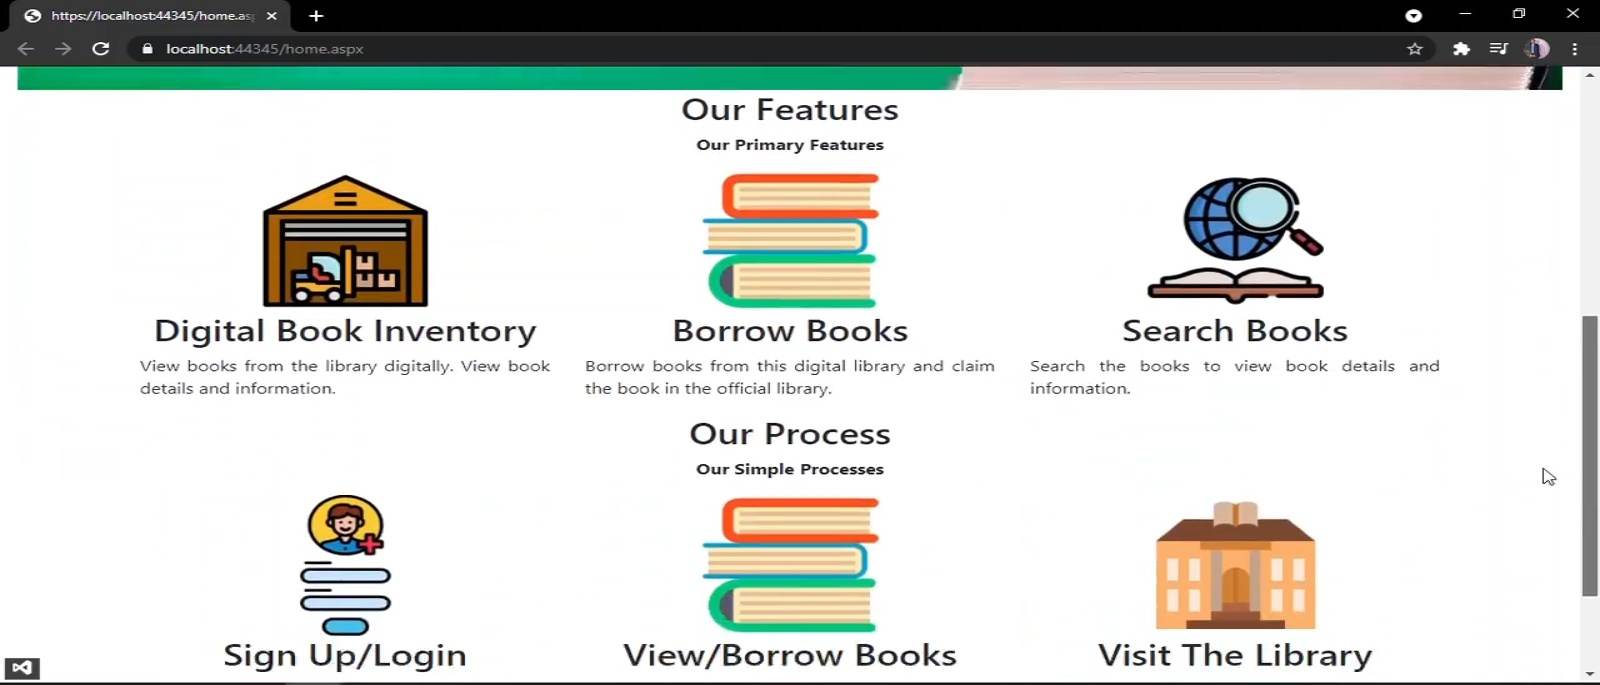 https://localhost:44345/home.as
localhost:44345/home.aspx
Our Features
Our Primary Features
Digital Book Inventory
View books from the library digitally. View book
details and information.
Borrow Books
Borrow books from this digital library and claim
the book in the official library.
Search Books
Search the books to view book details and
information.
Our Process
Our Simple Processes
Sign Up/Login
View/Borrow Books
Visit The Library